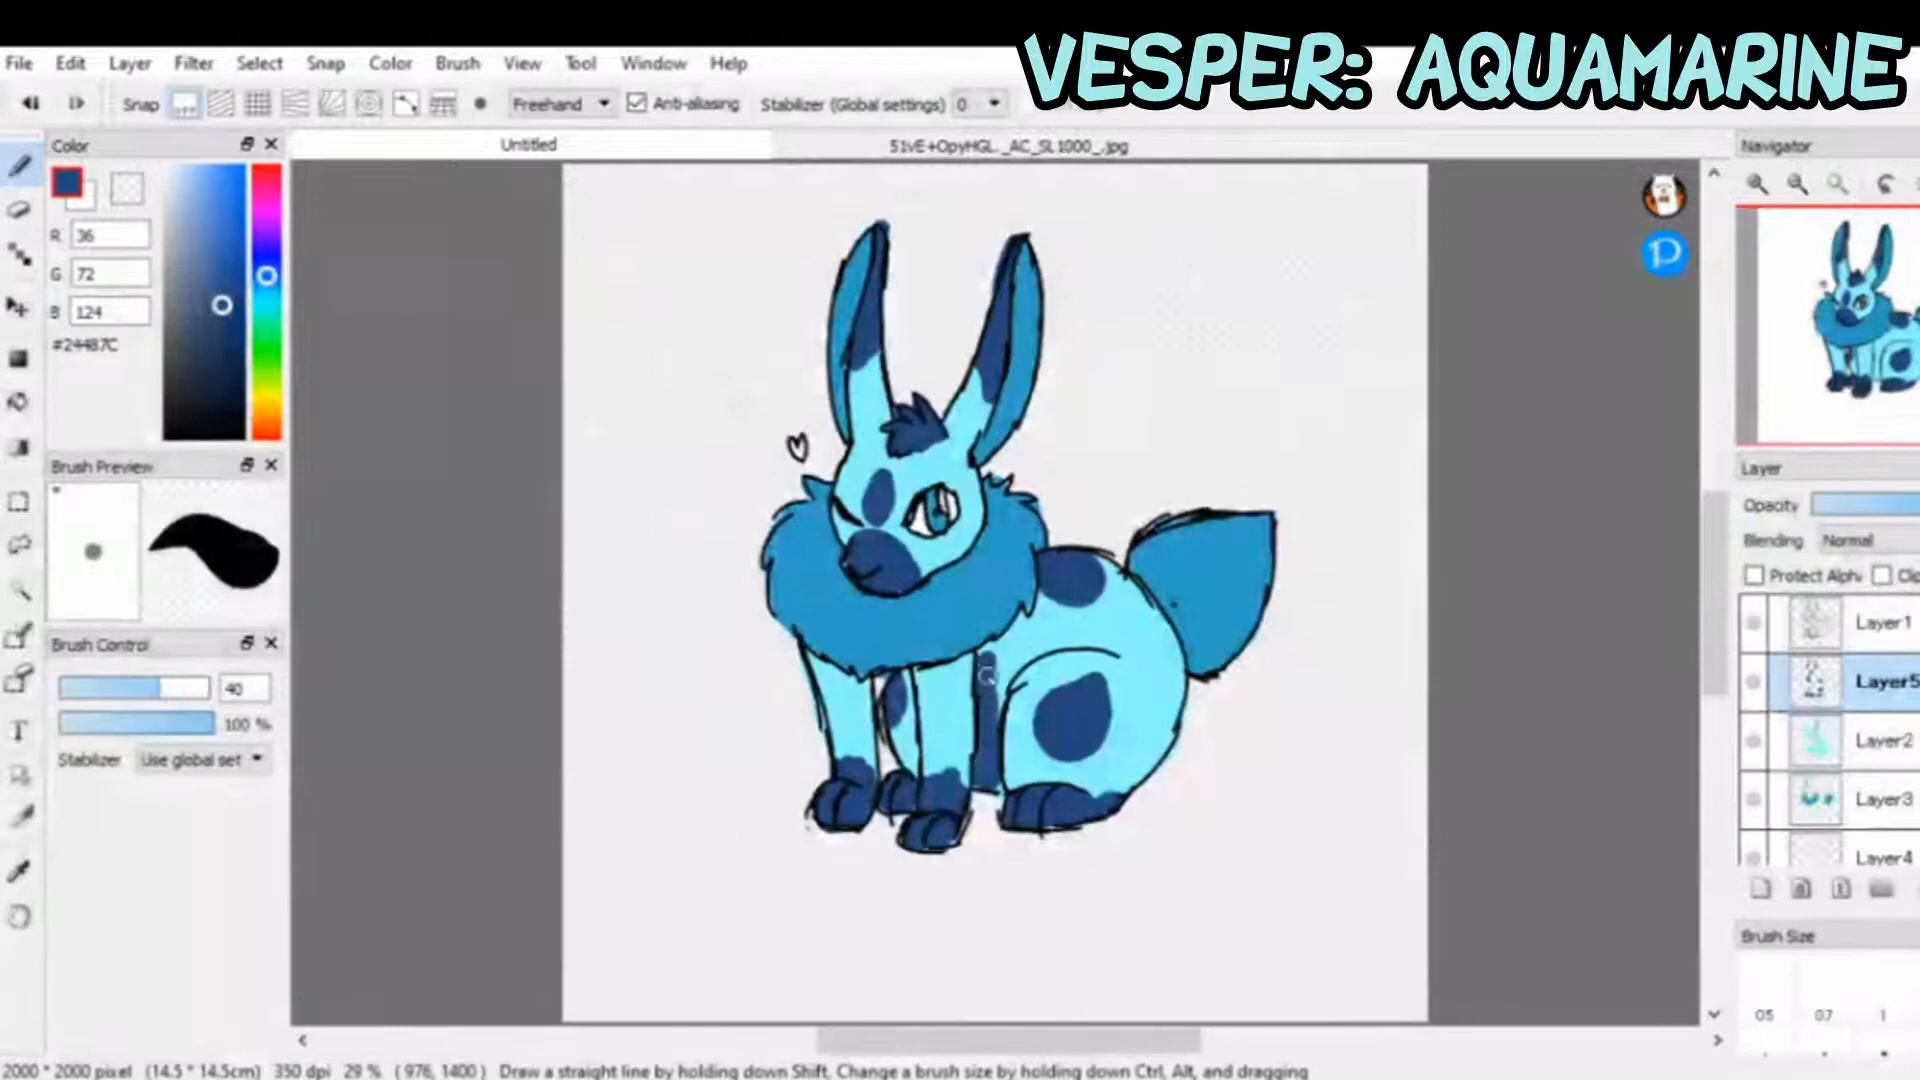 VESPER: AQUAMARINE
File Edit Layer Filter Select Snap Color Brush View Tool Window Help
Snap Freehand Anti-aliasing Stabilizer (Global settings) 0
Color Untitled 51vE+OpyHGL._AC_SL1000_.jpg Navigator
R 36
G 72
B 124
#24487C
Brush Preview
Brush Control
40
100 %
Stabilizer Use global set
Layer
Opacity
Blending Normal
Protect Alph Clip
Layer1
Layer5
Layer2
Layer3
Layer4
Brush Size
05 07 1
2000 * 2000 pixel (14.5 * 14.5cm) 350 dpi 29 % ( 976, 1400 ) Draw a straight line by holding down Shift, Change a brush size by holding down Ctrl, Alt, and dragging